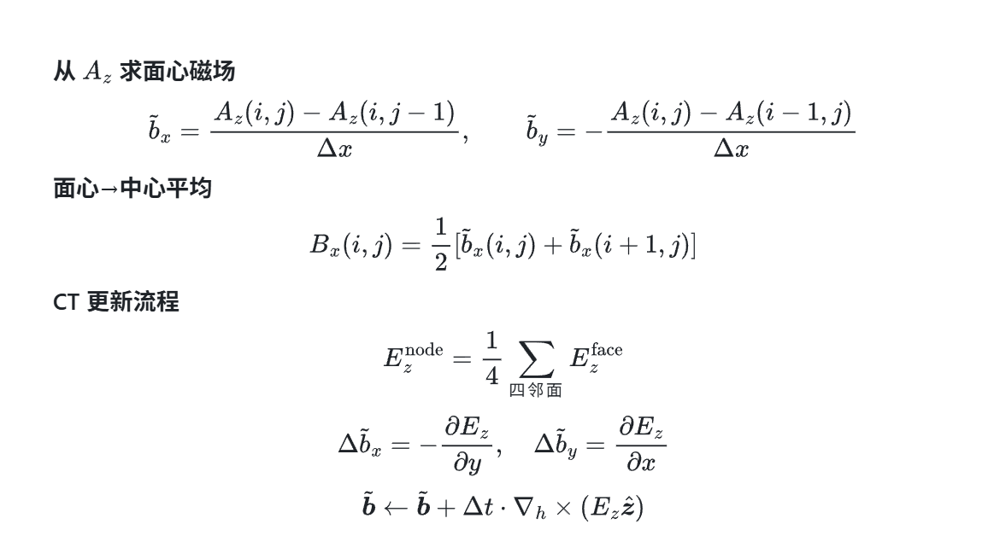 从 $A_z$ 求面心磁场
$$\tilde{b}_x = \frac{A_z(i,j) - A_z(i,j-1)}{\Delta x}, \qquad \tilde{b}_y = -\frac{A_z(i,j) - A_z(i-1,j)}{\Delta x}$$
面心→中心平均
$$B_x(i,j) = \frac{1}{2}[\tilde{b}_x(i,j) + \tilde{b}_x(i+1,j)]$$
CT 更新流程
$$E_z^{\text{node}} = \frac{1}{4} \sum_{\text{四邻面}} E_z^{\text{face}}$$
$$\Delta \tilde{b}_x = -\frac{\partial E_z}{\partial y}, \quad \Delta \tilde{b}_y = \frac{\partial E_z}{\partial x}$$
$$\tilde{\boldsymbol{b}} \leftarrow \tilde{\boldsymbol{b}} + \Delta t \cdot \nabla_h \times (E_z \hat{\boldsymbol{z}})$$